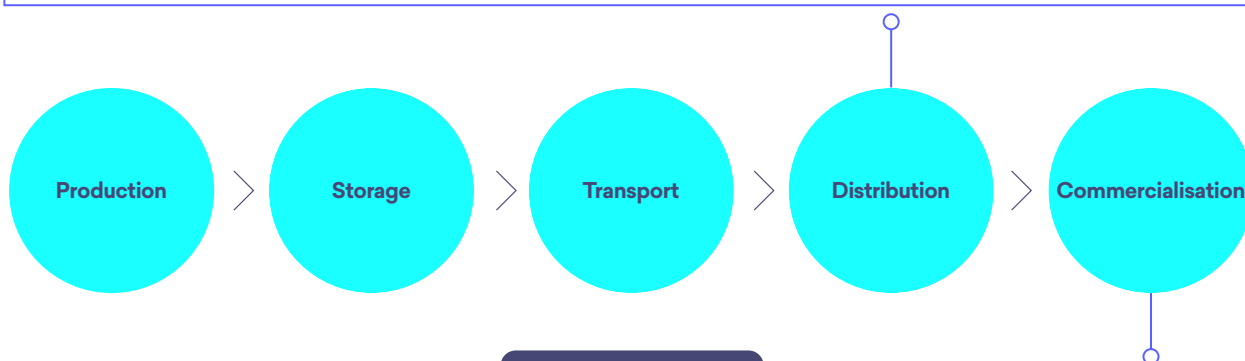 Production
Storage
Transport
Distribution
Commercialisation